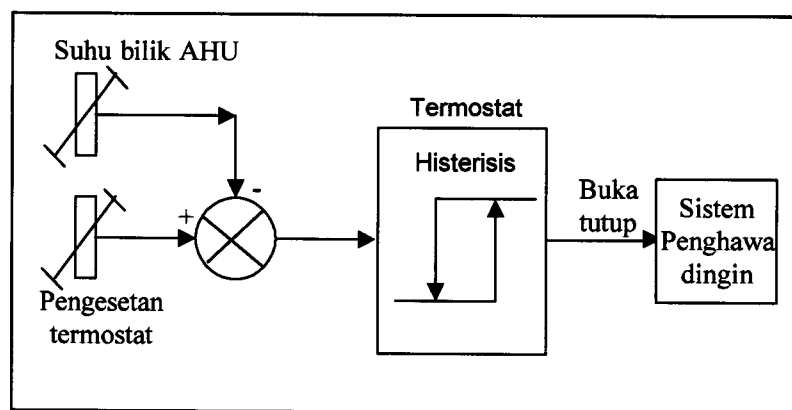 Suhu bilik AHU
-
+
Pengesetan
termostat
Termostat
Histerisis
Buka
tutup
Sistem
Penghawa
dingin